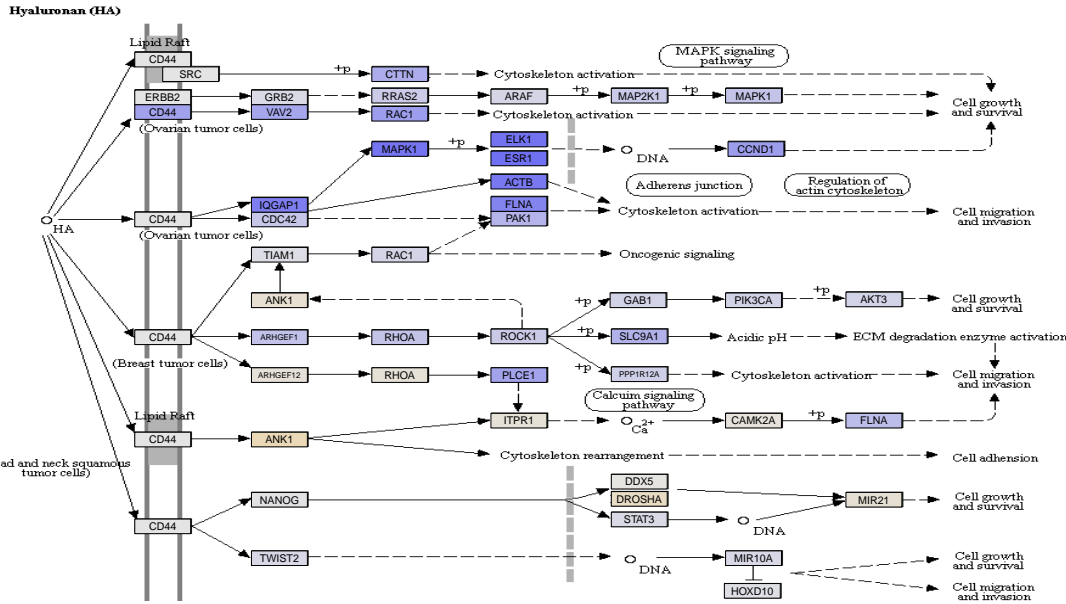 Hyaluronan (HA)
Lipid Raft
CD44
SRC
+p
CTTN
Cytoskeleton activation
MAPK signaling
pathway
ERBB2
GRB2
RRAS2
ARAF
+p
MAP2K1
+p
MAPK1
Cell growth
and survival
CD44
VAV2
RAC1
Cytoskeleton activation
(Ovarian tumor cells)
MAPK1
+p
ELK1
ESR1
DNA
CCND1
ACTB
Adherens junction
Regulation of
actin cytoskeleton
HA
CD44
IQGAP1
CDC42
FLNA
PAK1
Cytoskeleton activation
Cell migration
and invasion
(Ovarian tumor cells)
TIAM1
RAC1
Oncogenic signaling
ANK1
+p
GAB1
PIK3CA
+p
AKT3
Cell growth
and survival
CD44
ARHGEF1
RHOA
ROCK1
+p
SLC9A1
Acidic pH
ECM degradation enzyme activation
(Breast tumor cells)
ARHGEF12
RHOA
PLCE1
+p
PPP1R12A
Cytoskeleton activation
Cell migration
and invasion
Lipid Raft
Calcuim signaling
pathway
CD44
ANK1
ITPR1
Ca2+
CAMK2A
+p
FLNA
Cytoskeleton rearrangement
Cell adhension
ad and neck squamous
tumor cells)
NANOG
DDX5
DROSHA
MIR21
Cell growth
and survival
CD44
STAT3
DNA
TWIST2
DNA
MIR10A
Cell growth
and survival
HOXD10
Cell migration
and invasion